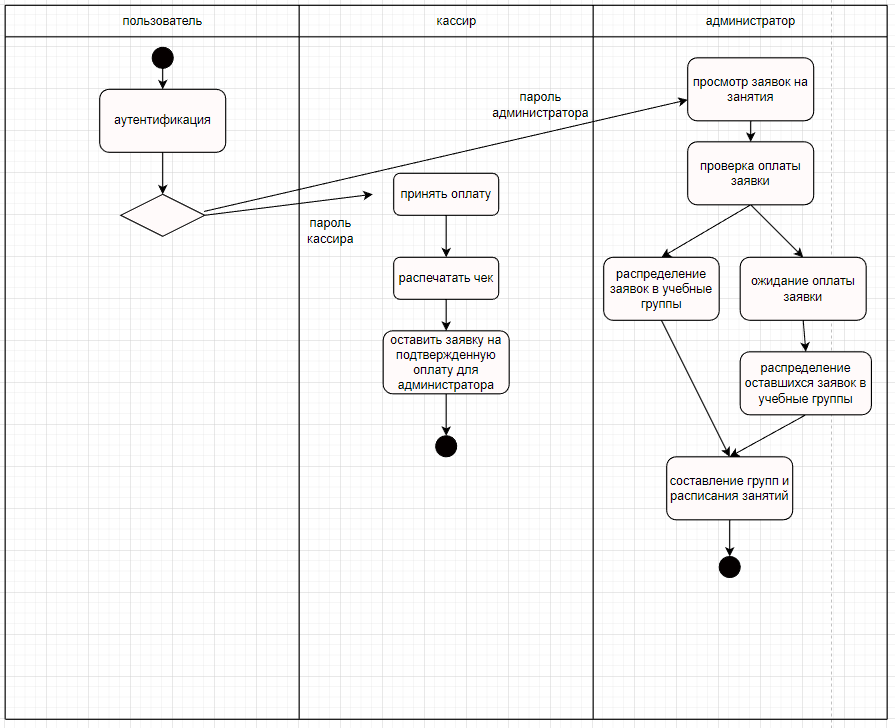 пользователь
кассир
администратор
аутентификация
пароль
администратора
пароль
кассира
принять оплату
распечатать чек
оставить заявку на
подтвержденную
оплату для
администратора
просмотр заявок на
занятия
проверка оплаты
заявки
распределение
заявок в учебные
группы
ожидание оплаты
заявки
распределение
оставшихся заявок в
учебные группы
составление групп и
расписания занятий